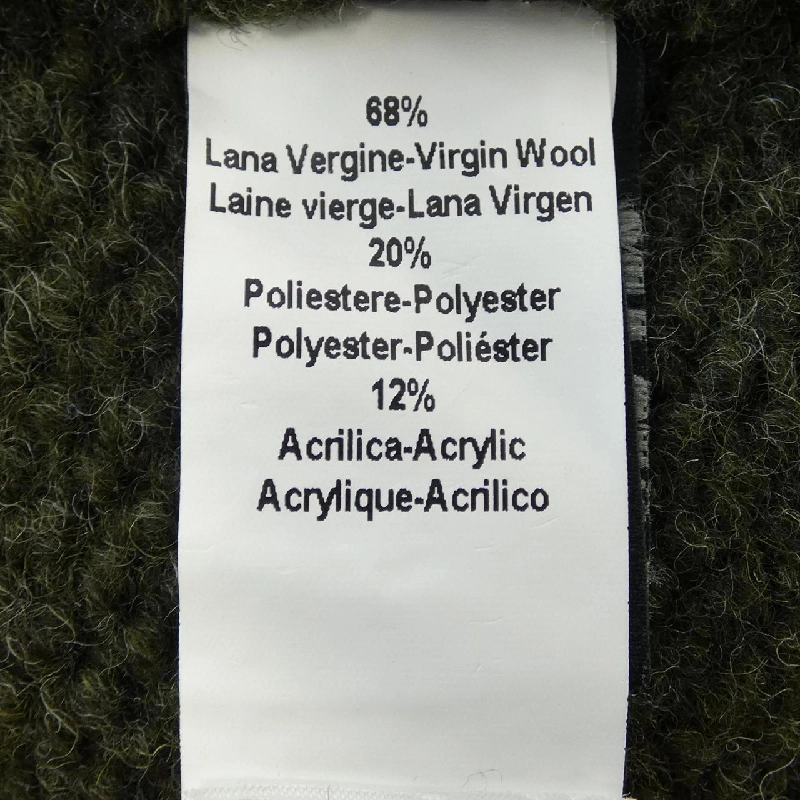 68%
Lana Vergine-Virgin Wool
Laine vierge-Lana Virgen
20%
Poliestere-Polyester
Polyester-Poliéster
12%
Acrilica-Acrylic
Acrylique-Acrilico